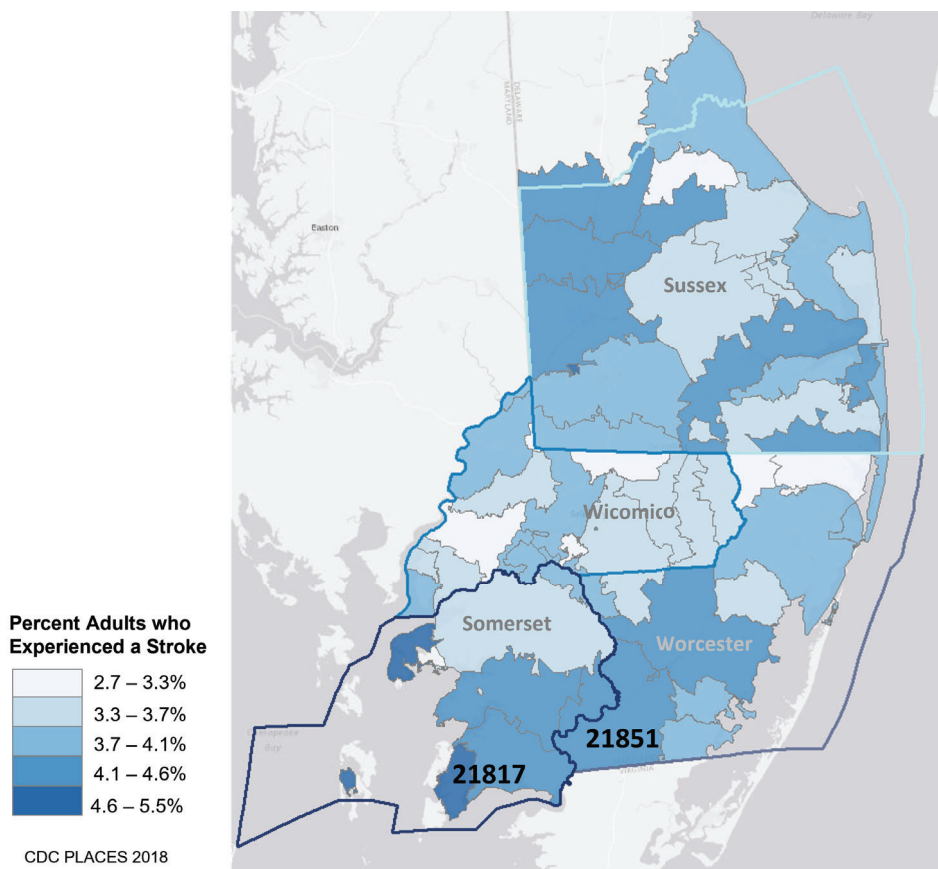 Delaware Bay
DELAWARE
MARYLAND
Easton
Sussex
Wicomico
Somerset
Worcester
21851
21817
VIRGINIA
Bay
Percent Adults who
Experienced a Stroke
2.7 – 3.3%
3.3 – 3.7%
3.7 – 4.1%
4.1 – 4.6%
4.6 – 5.5%
CDC PLACES 2018